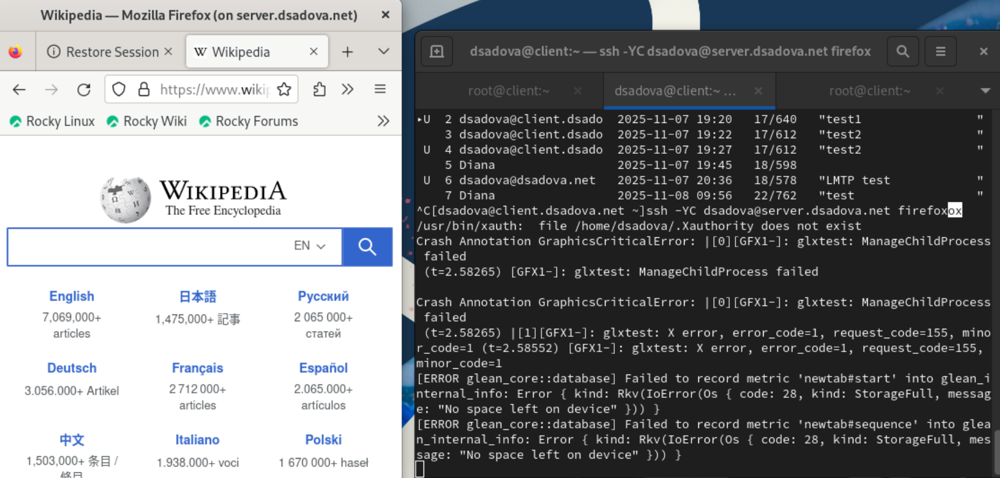 Wikipedia — Mozilla Firefox (on server.dsadova.net)
Restore Session
W Wikipedia
https://www.wikip
Rocky Linux Rocky Wiki Rocky Forums
WIKIPEDIA
The Free Encyclopedia
EN
English
7,069,000+
articles
日本語
1,475,000+ 記事
Русский
2 065 000+
статей
Deutsch
3.056.000+ Artikel
Français
2 712 000+
articles
Español
2.065.000+
artículos
中文
1,503,000+ 条目 /
條目
Italiano
1.938.000+ voci
Polski
1 670 000+ haseł
dsadova@client:~ — ssh -YC dsadova@server.dsadova.net firefox
root@client:~
dsadova@client:~ ...
root@client:~
‣U 2 dsadova@client.dsado 2025-11-07 19:20 17/640 "test1 "
3 dsadova@client.dsado 2025-11-07 19:22 17/612 "test2 "
U 4 dsadova@client.dsado 2025-11-07 19:27 17/612 "test2 "
5 Diana 2025-11-07 19:45 18/598
U 6 dsadova@dsadova.net 2025-11-07 20:36 18/578 "LMTP test "
7 Diana 2025-11-08 09:56 22/762 "test "
^C[dsadova@client.dsadova.net ~]ssh -YC dsadova@server.dsadova.net firefoxox
/usr/bin/xauth: file /home/dsadova/.Xauthority does not exist
Crash Annotation GraphicsCriticalError: |[0][GFX1-]: glxtest: ManageChildProcess
failed
(t=2.58265) [GFX1-]: glxtest: ManageChildProcess failed
Crash Annotation GraphicsCriticalError: |[0][GFX1-]: glxtest: ManageChildProcess
failed
(t=2.58265) |[1][GFX1-]: glxtest: X error, error_code=1, request_code=155, mino
r_code=1 (t=2.58552) [GFX1-]: glxtest: X error, error_code=1, request_code=155,
minor_code=1
[ERROR glean_core::database] Failed to record metric 'newtab#start' into glean_i
nternal_info: Error { kind: Rkv(IoError(Os { code: 28, kind: StorageFull, messag
e: "No space left on device" })) }
[ERROR glean_core::database] Failed to record metric 'newtab#sequence' into glea
n_internal_info: Error { kind: Rkv(IoError(Os { code: 28, kind: StorageFull, mes
sage: "No space left on device" })) }